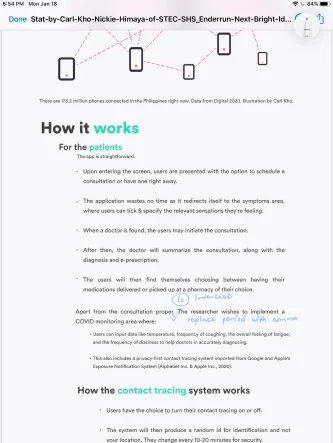 6:54 PM Mon Jan 18
84%
Done Stat-by-Carl-Kho-Nickie-Himaya-of-STEC-SHS_Enderrun-Next-Bright-Id...
There are 173.2 million phones connected in the Philippines right now. Data from Digital 2020. Illustration by Carl Kho.
How it works
For the patients
The app is straightforward.
• Upon entering the screen, users are presented with the option to schedule a
consultation or have one right away.
• The application wastes no time as it redirects itself to the symptoms area,
where users can tick & specify the relevant sensations they're feeling.
• When a doctor is found, the users may initiate the consultation.
• After then, the doctor will summarize the consultation, along with the
diagnosis and e-prescription.
• The users will then find themselves choosing between having their
medications delivered or picked up at a pharmacy of their choice.
lowercase
Apart from the consultation proper. The researcher wishes to implement a
replace period with comma
COVID monitoring area where:
• Users can input data like temperature, frequency of coughing, the overall feeling of fatigue,
and the frequency of dizziness to help doctors in accurately diagnosing.
• This also includes a privacy-first contact tracing system imported from Google and Apple's
Exposure Notification System (Alphabet Inc. & Apple Inc., 2020).
How the contact tracing system works
• Users have the choice to turn their contact tracing on or off.
• The system will then produce a random id for identification and not
your location. They change every 10-20 minutes for security.